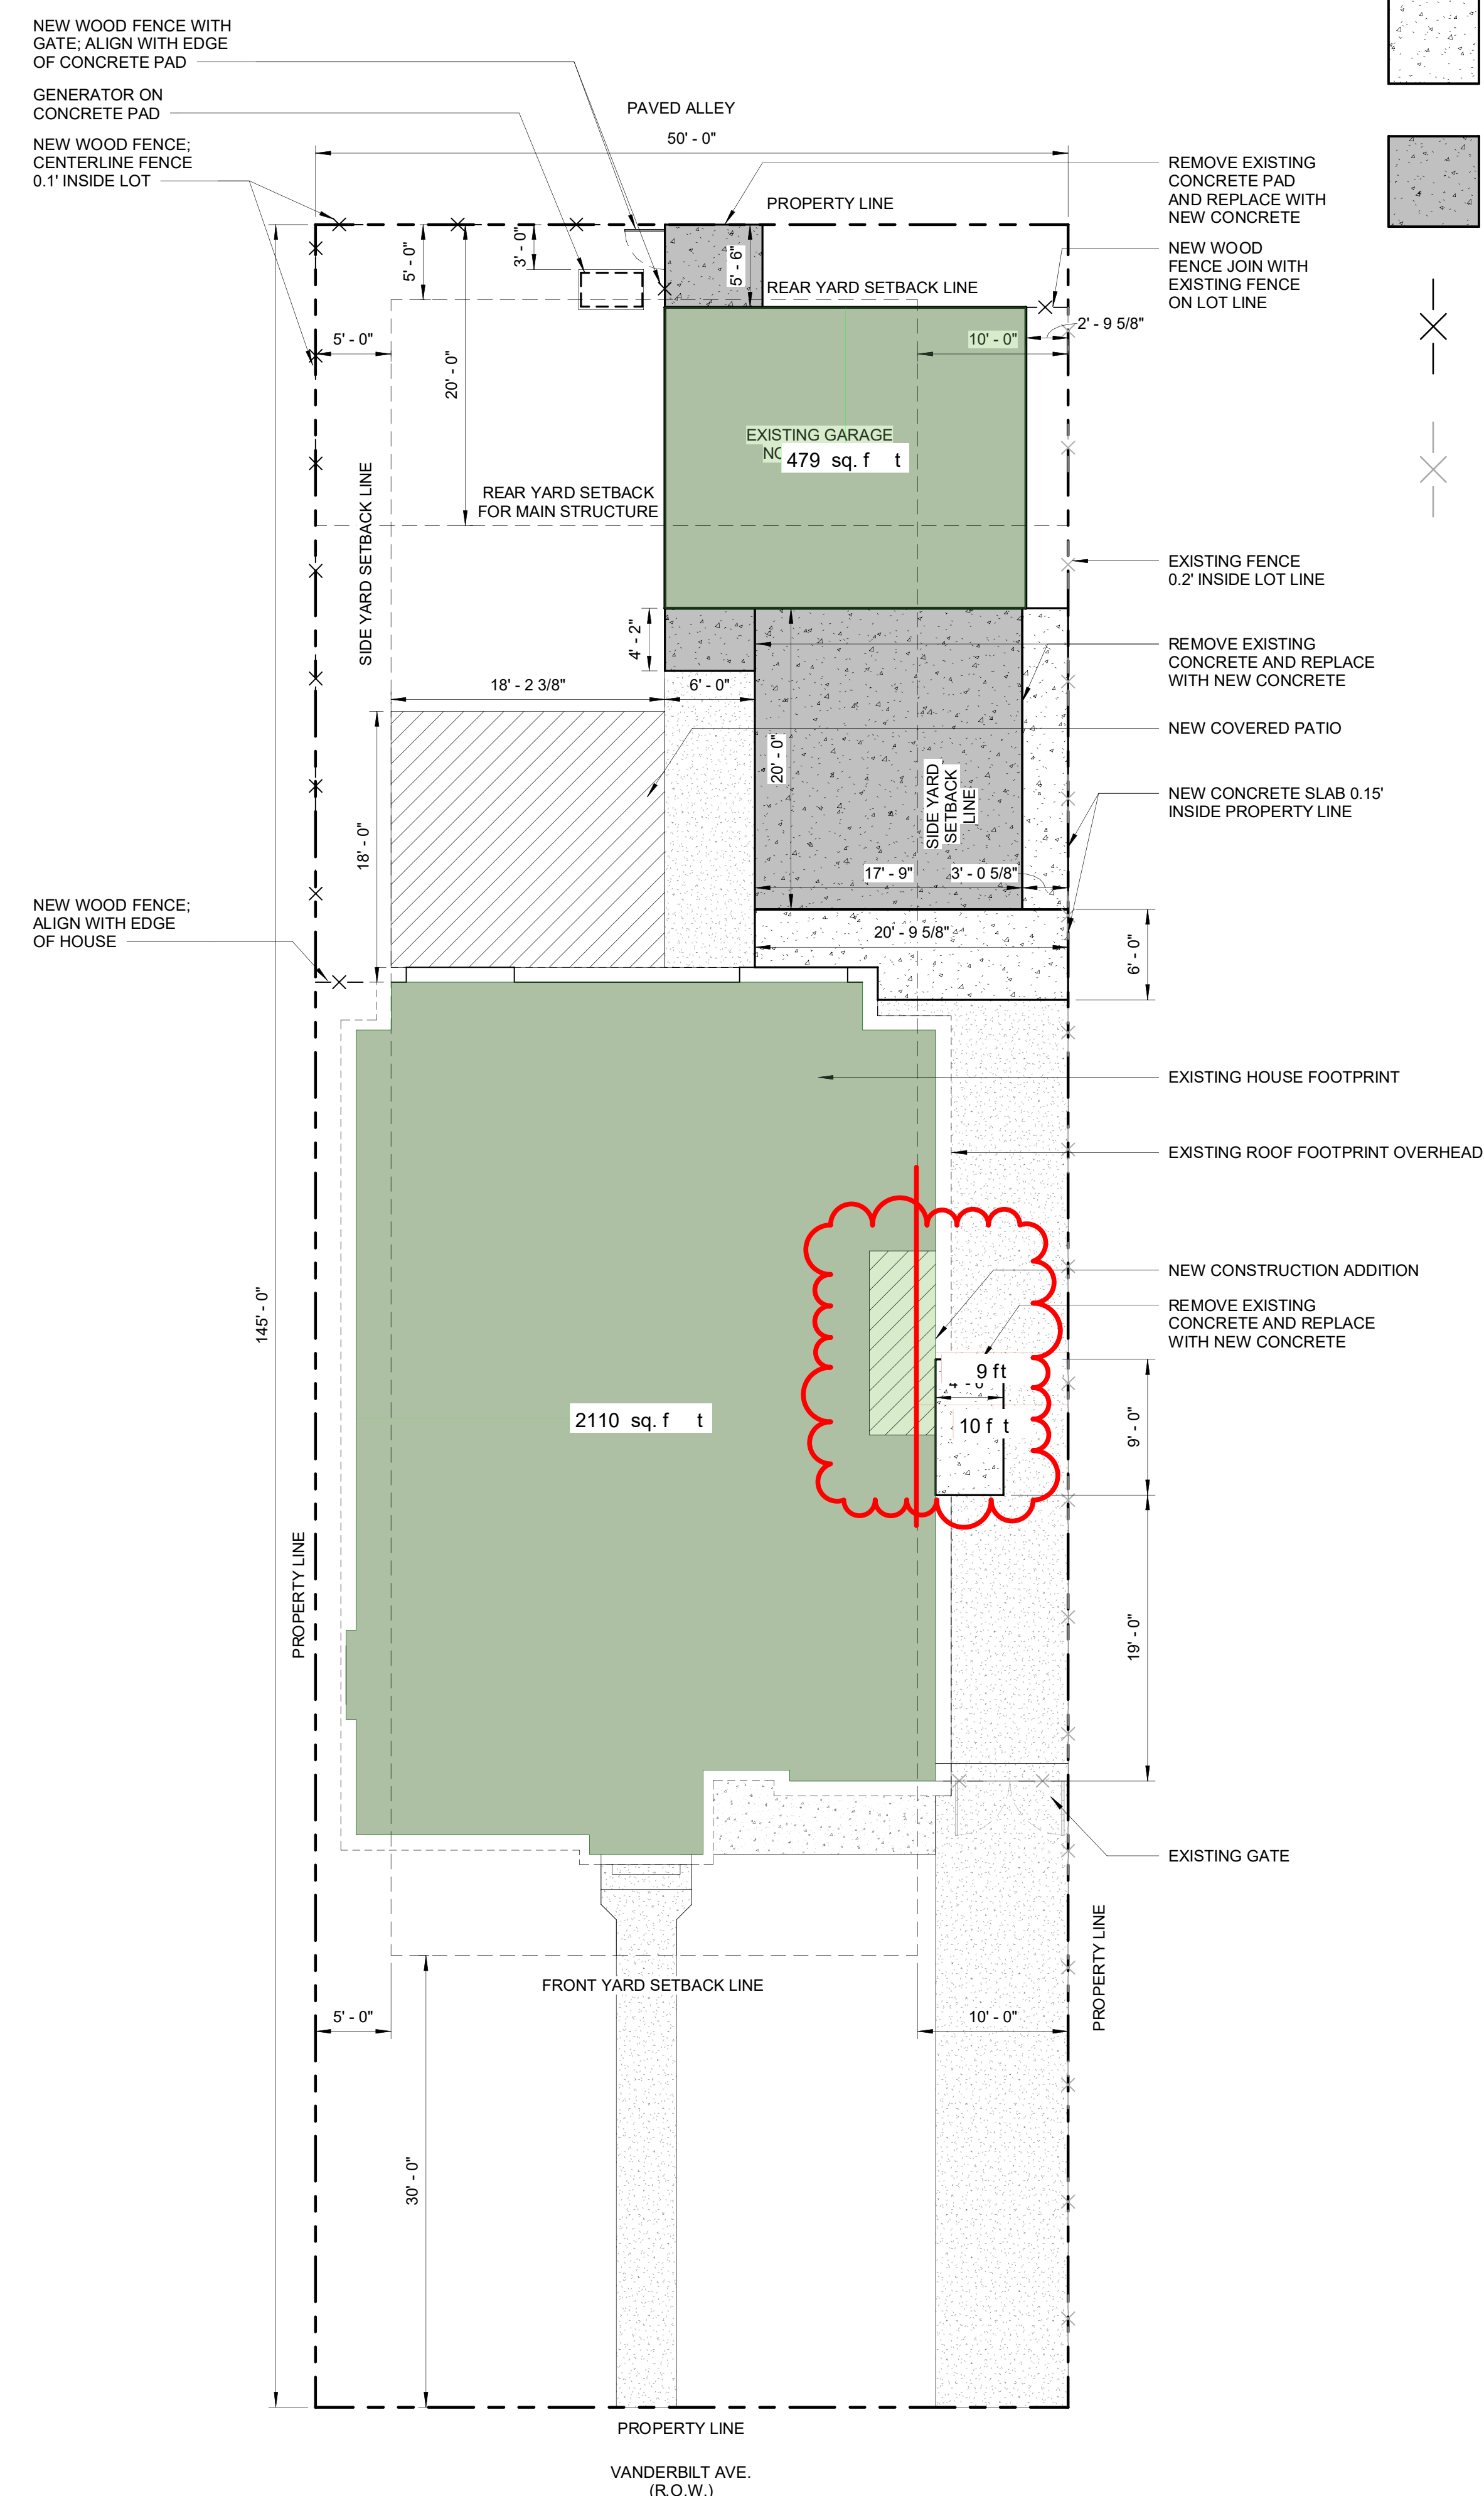 NEW WOOD FENCE WITH
GATE; ALIGN WITH EDGE
OF CONCRETE PAD
GENERATOR ON
CONCRETE PAD
NEW WOOD FENCE;
CENTERLINE FENCE
0.1' INSIDE LOT
PAVED ALLEY
50' - 0"
PROPERTY LINE
REMOVE EXISTING
CONCRETE PAD
AND REPLACE WITH
NEW CONCRETE
NEW WOOD
FENCE JOIN WITH
EXISTING FENCE
ON LOT LINE
5' - 0"
3' - 0"
5' - 6"
REAR YARD SETBACK LINE
2' - 9 5/8"
5' - 0"
10' - 0"
20' - 0"
EXISTING GARAGE
479 sq. f t
SIDE YARD SETBACK LINE
REAR YARD SETBACK
FOR MAIN STRUCTURE
EXISTING FENCE
0.2' INSIDE LOT LINE
4' - 2"
REMOVE EXISTING
CONCRETE AND REPLACE
WITH NEW CONCRETE
18' - 2 3/8"
6' - 0"
NEW COVERED PATIO
20' - 0"
SIDE YARD
SETBACK
LINE
NEW CONCRETE SLAB 0.15'
INSIDE PROPERTY LINE
18' - 0"
17' - 9"
3' - 0 5/8"
NEW WOOD FENCE;
ALIGN WITH EDGE
OF HOUSE
20' - 9 5/8"
6' - 0"
EXISTING HOUSE FOOTPRINT
EXISTING ROOF FOOTPRINT OVERHEAD
NEW CONSTRUCTION ADDITION
145' - 0"
REMOVE EXISTING
CONCRETE AND REPLACE
WITH NEW CONCRETE
9 ft
10 f t
2110 sq. f t
9' - 0"
PROPERTY LINE
19' - 0"
EXISTING GATE
PROPERTY LINE
FRONT YARD SETBACK LINE
5' - 0"
10' - 0"
30' - 0"
PROPERTY LINE
VANDERBILT AVE.
(R.O.W.)